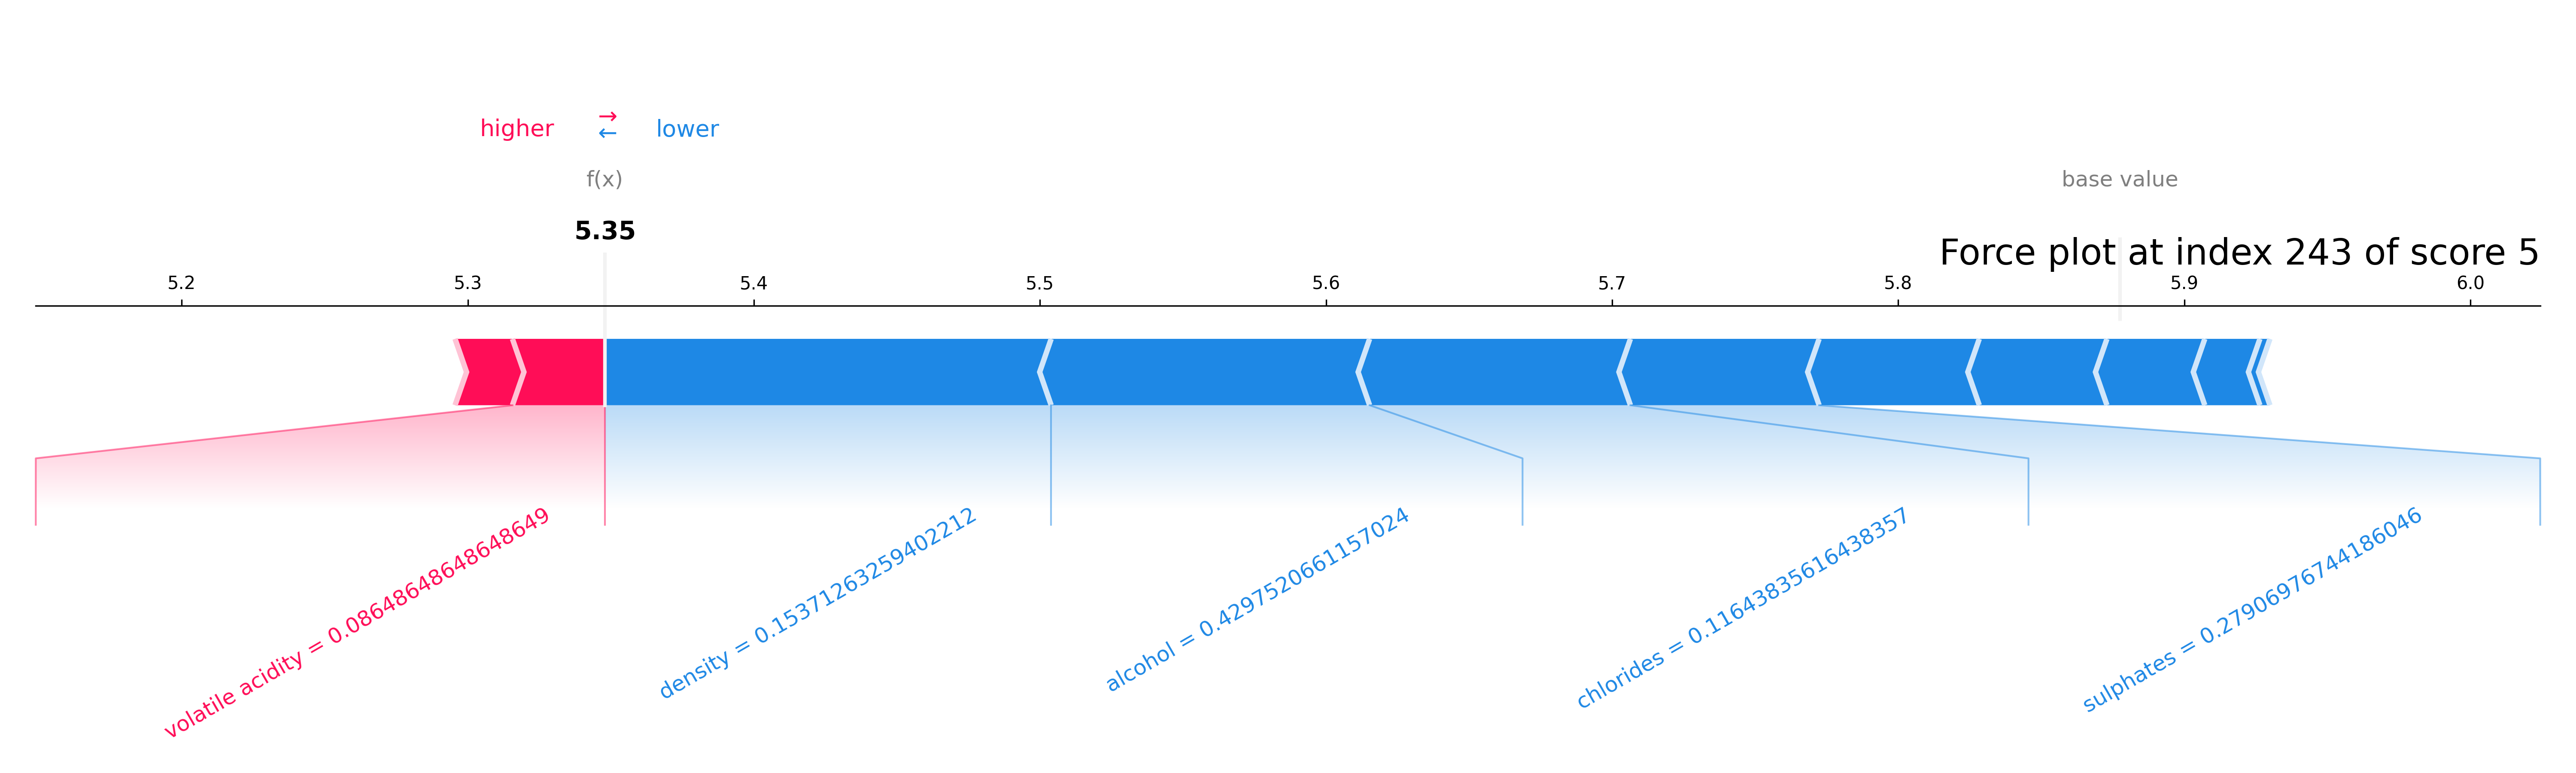 higher → ← lower
f(x)
base value
5.35
Force plot at index 243 of score 5
5.2 5.3 5.4 5.5 5.6 5.7 5.8 5.9 6.0
volatile acidity = 0.08648648648648649
density = 0.1537126325940221​2
alcohol = 0.4297520661157024
chlorides = 0.11643835616438357
sulphates = 0.27906976744186046